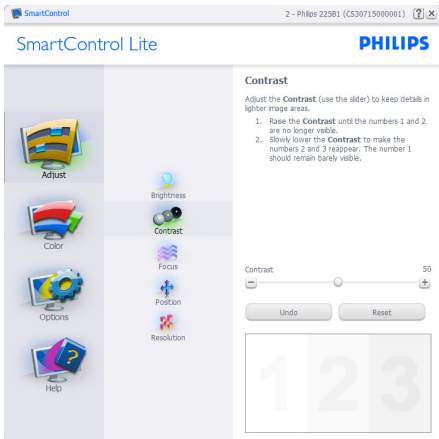 SmartControl
2 - Philips 225B1 (CS30715000001)
SmartControl Lite
PHILIPS
Adjust
Color
Options
Help
Brightness
Contrast
Focus
Position
Resolution
Contrast
Adjust the Contrast (use the slider) to keep details in
lighter image areas.
1. Raise the Contrast until the numbers 1 and 2
are no longer visible.
2. Slowly lower the Contrast to make the
numbers 2 and 3 reappear. The number 1
should remain barely visible.
Contrast 50
Undo Reset
1 2 3